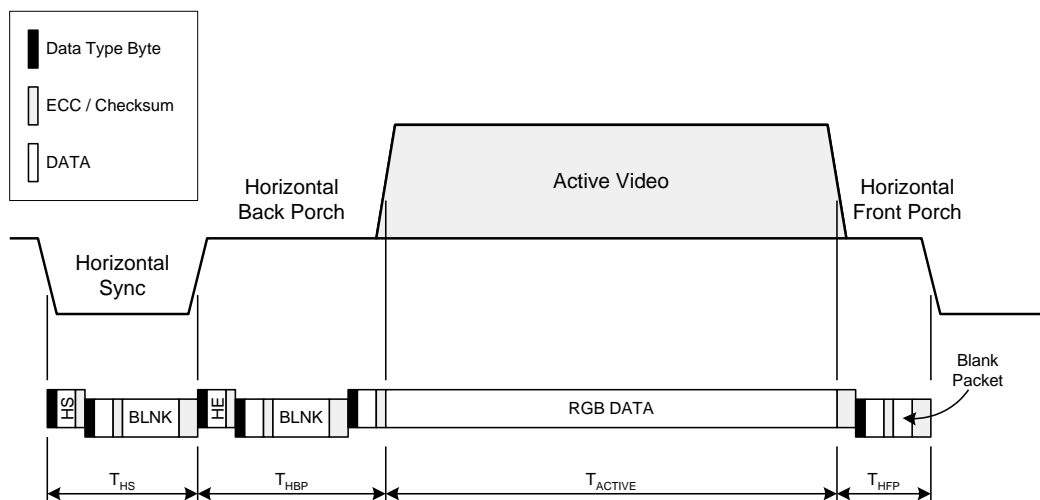 Data Type Byte
ECC / Checksum
DATA
Horizontal
Back Porch
Active Video
Horizontal
Front Porch
Horizontal
Sync
Blank
Packet
HS
BLNK
HE
BLNK
RGB DATA
THS
THBP
TACTIVE
THFP